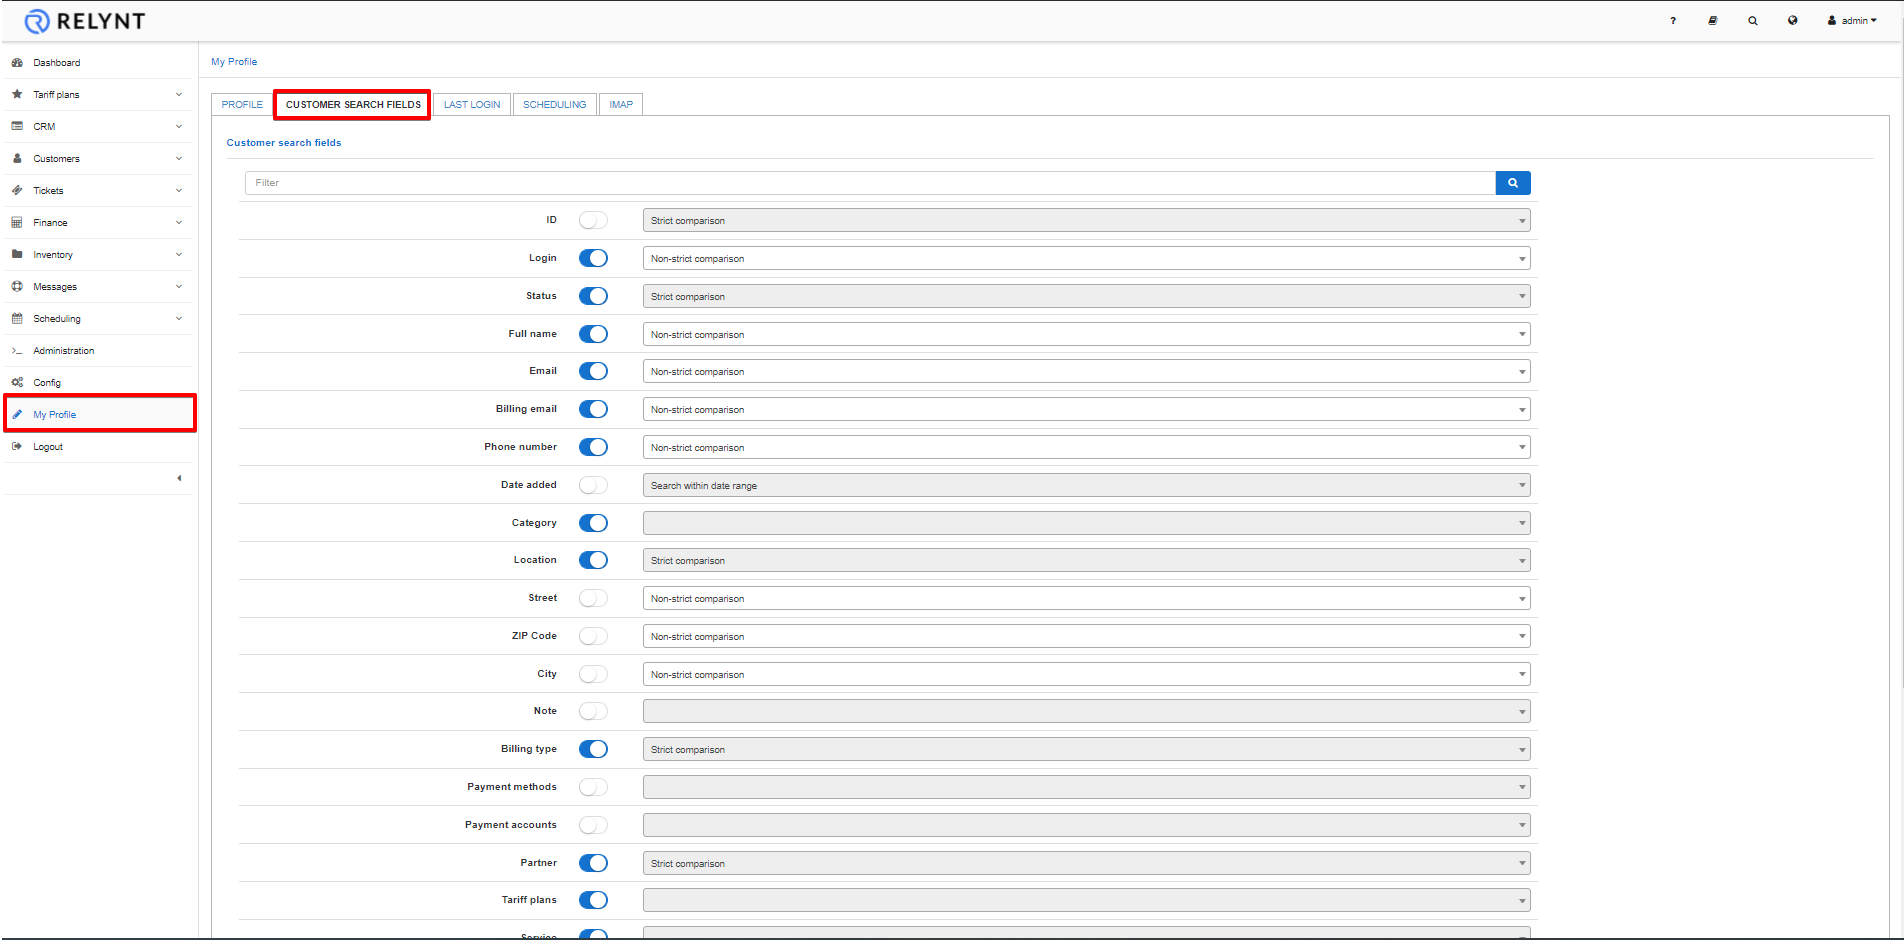 RELYNT
? admin
Dashboard
Tariff plans
CRM
Customers
Tickets
Finance
Inventory
Messages
Scheduling
Administration
Config
My Profile
Logout
My Profile
PROFILE CUSTOMER SEARCH FIELDS LAST LOGIN SCHEDULING IMAP
Customer search fields
Filter
ID Strict comparison
Login Non-strict comparison
Status Strict comparison
Full name Non-strict comparison
Email Non-strict comparison
Billing email Non-strict comparison
Phone number Non-strict comparison
Date added Search within date range
Category
Location Strict comparison
Street Non-strict comparison
ZIP Code Non-strict comparison
City Non-strict comparison
Note
Billing type Strict comparison
Payment methods
Payment accounts
Partner Strict comparison
Tariff plans
Service